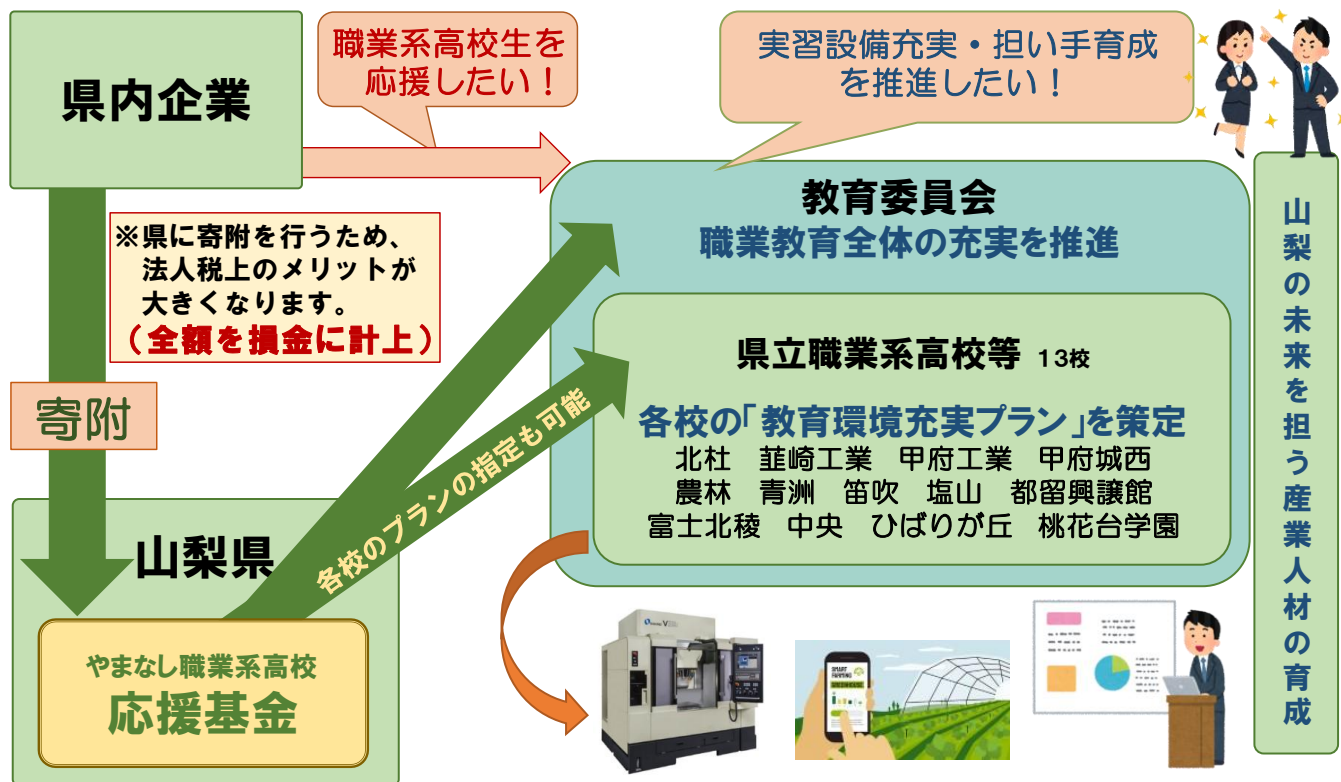 県内企業
職業系高校生を
応援したい！
実習設備充実・担い手育成
を推進したい！
※県に寄附を行うため、
法人税上のメリットが
大きくなります。
（全額を損金に計上）
寄附
山梨県
やまなし職業系高校
応援基金
各校のプランの指定も可能
教育委員会
職業教育全体の充実を推進
県立職業系高校等 13校
各校の「教育環境充実プラン」を策定
北杜 韮崎工業 甲府工業 甲府城西
農林 青洲 笛吹 塩山 都留興譲館
富士北稜 中央 ひばりが丘 桃花台学園
SMART
FARMING
山梨の未来を担う産業人材の育成